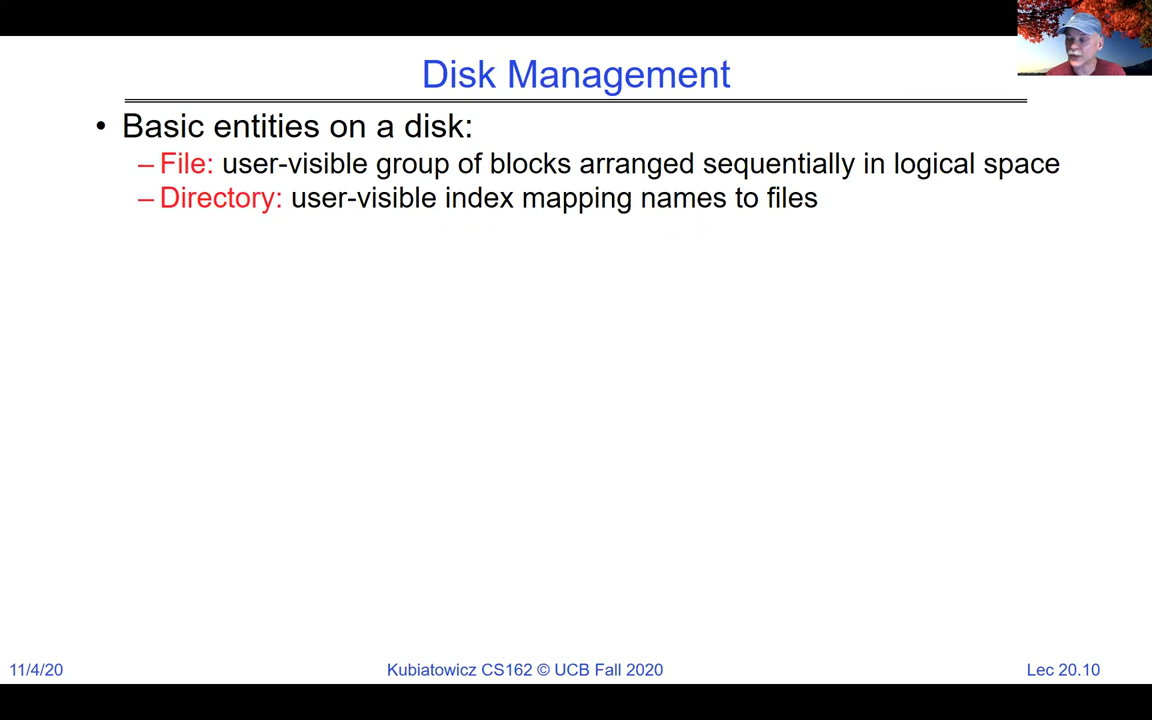 Disk Management
• Basic entities on a disk:
– File: user-visible group of blocks arranged sequentially in logical space
– Directory: user-visible index mapping names to files
11/4/20
Kubiatowicz CS162 © UCB Fall 2020
Lec 20.10